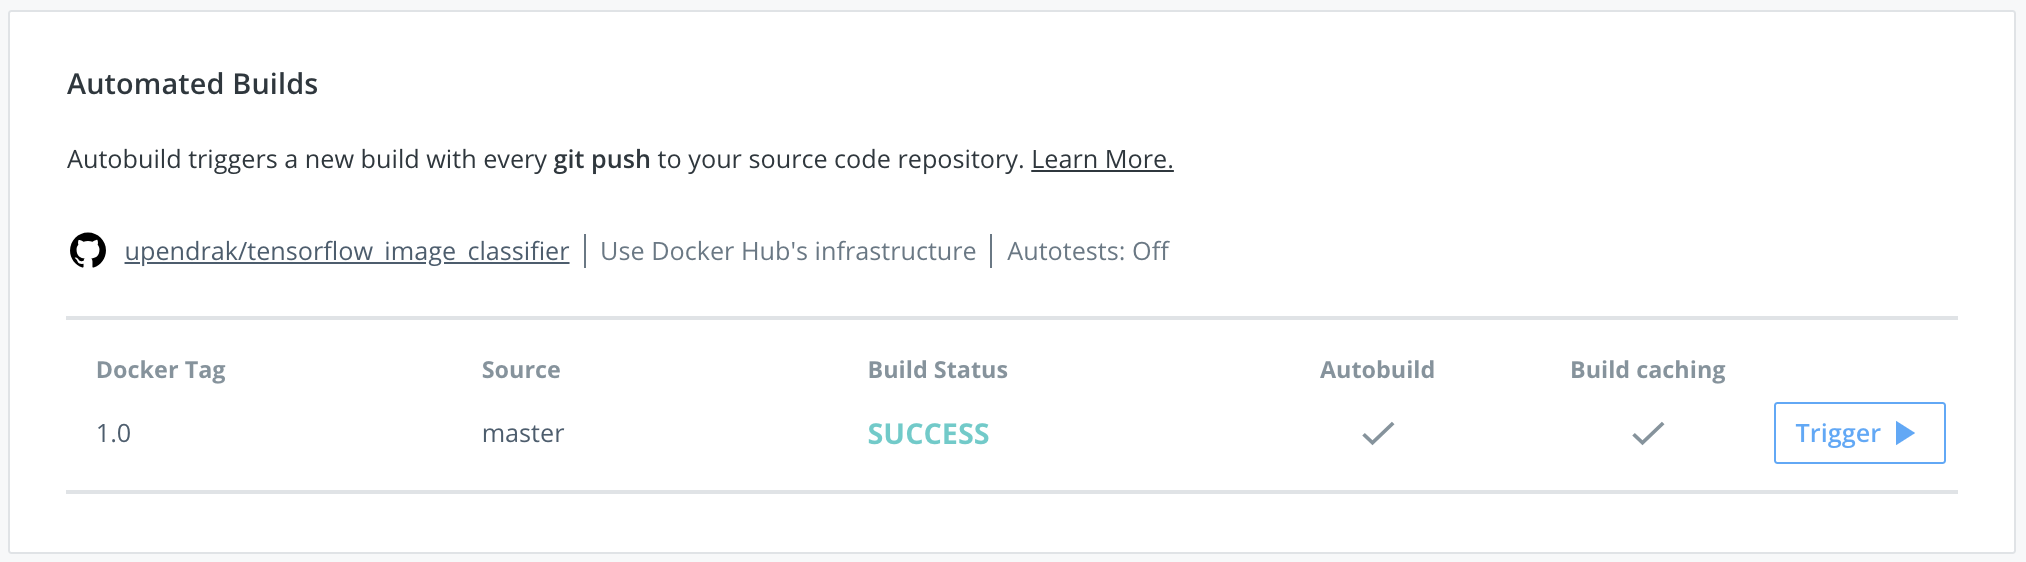 Automated Builds
Autobuild triggers a new build with every git push to your source code repository. Learn More.
upendrak/tensorflow_image_classifier | Use Docker Hub's infrastructure | Autotests: Off
Docker Tag Source Build Status Autobuild Build caching
1.0 master SUCCESS Trigger